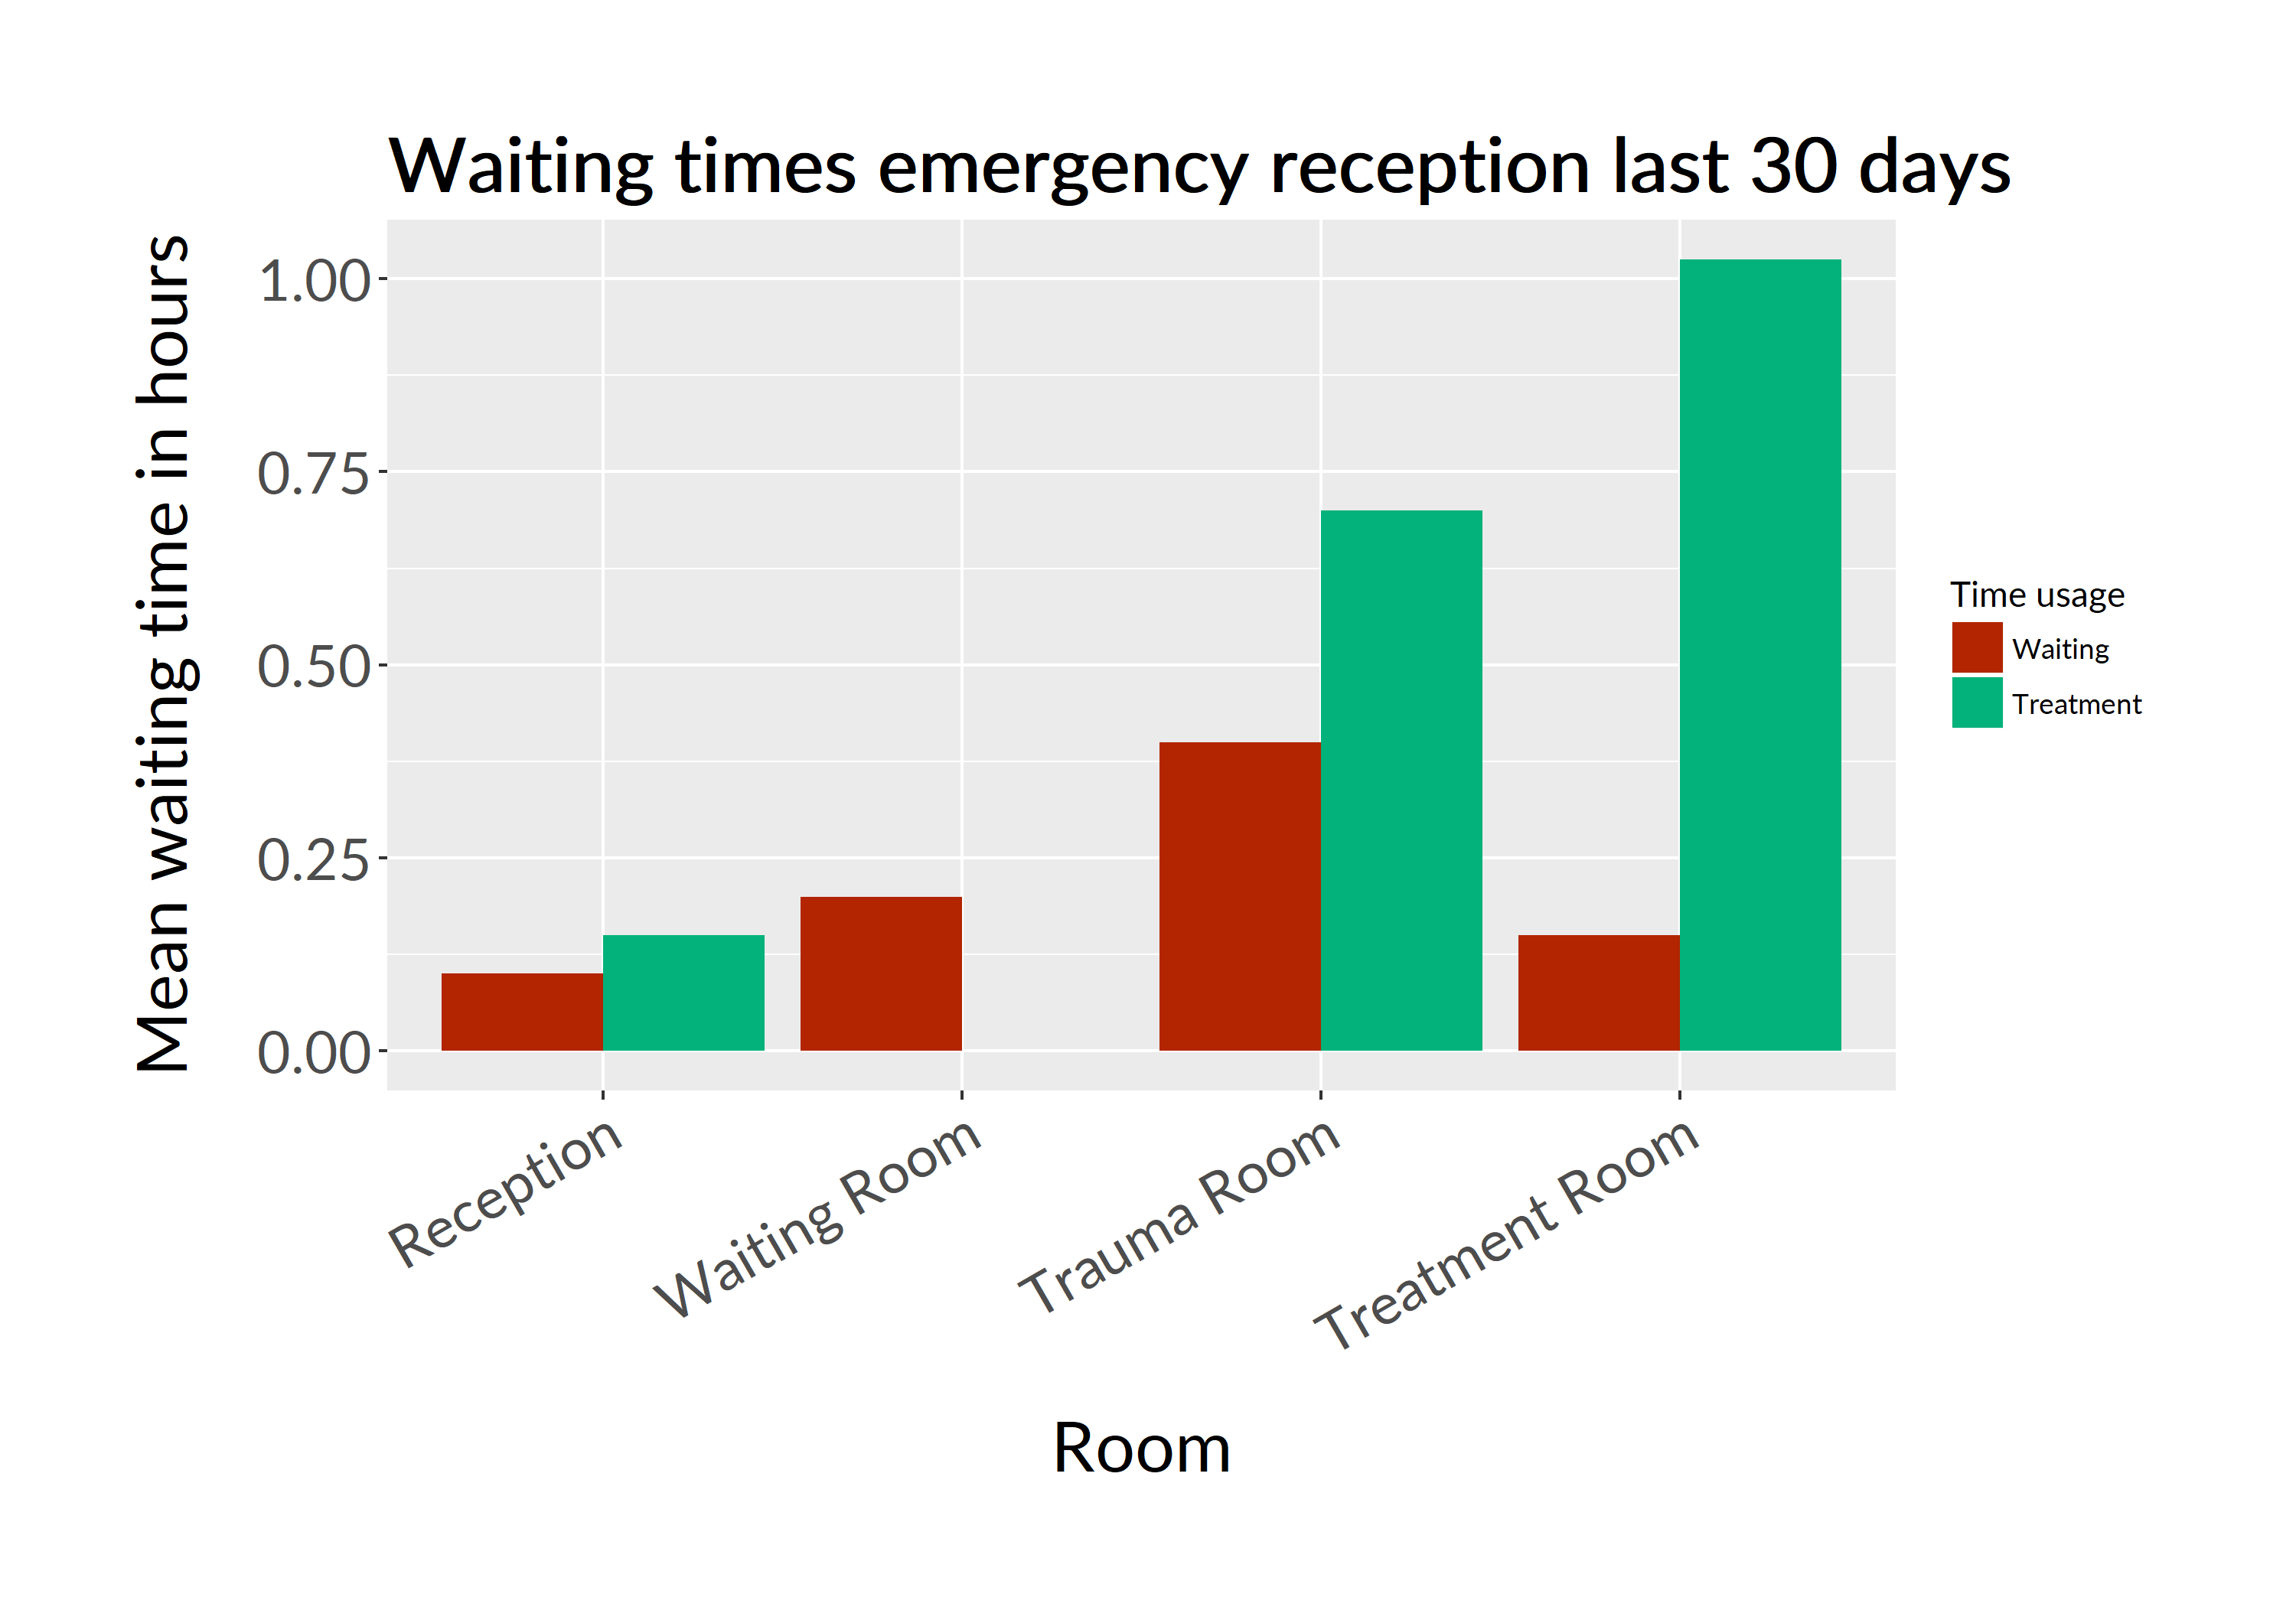 Waiting times emergency reception last 30 days
Mean waiting time in hours
1.00
0.75
0.50
0.25
0.00
Reception
Waiting Room
Trauma Room
Treatment Room
Room
Time usage
Waiting
Treatment